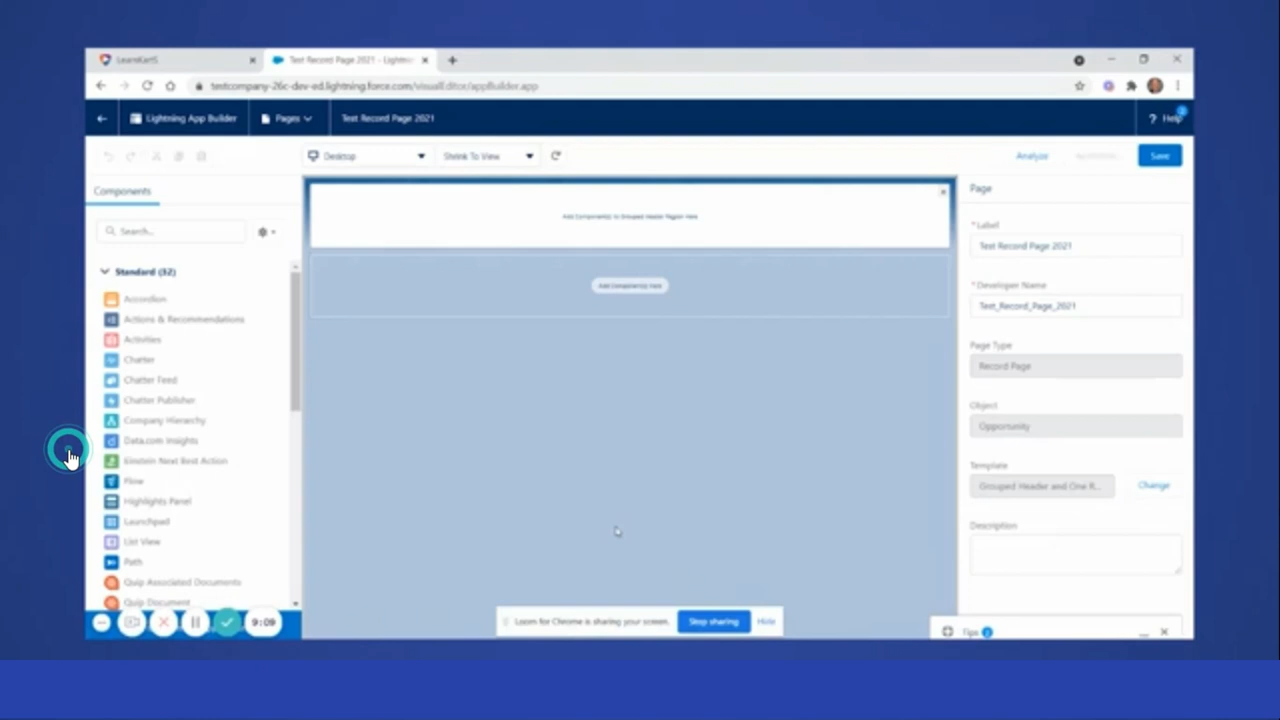 LearnKartS
Test Record Page 2021 - Lightnin
testcompany-26c-dev-ed.lightning.force.com/visualEditor/appBuilder.app
Lightning App Builder
Pages
Test Record Page 2021
? Help
Desktop
Shrink To View
Analyze
Save
Components
Search...
Standard (32)
Accordion
Actions & Recommendations
Activities
Chatter
Chatter Feed
Chatter Publisher
Company Hierarchy
Data.com Insights
Einstein Next Best Action
Flow
Highlights Panel
Launchpad
List View
Path
Quip Associated Documents
Quip Document
9:09
Add Component(s) to Grouped Header Region Here
Add Component(s) Here
Loom for Chrome is sharing your screen.
Stop sharing
Hide
Page
*Label
Test Record Page 2021
*Developer Name
Test_Record_Page_2021
Page Type
Record Page
Object
Opportunity
Template
Grouped Header and One R...
Change
Description
Tips